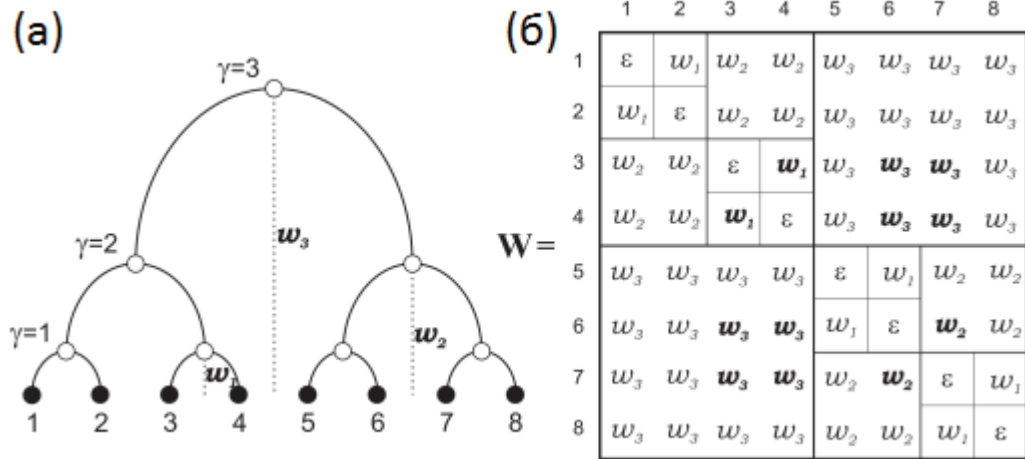 (а)
γ=3
w₃
γ=2
w₂
γ=1
w₁
1 2 3 4 5 6 7 8
(б)
1 2 3 4 5 6 7 8
W=
1 ε w₁ w₂ w₂ w₃ w₃ w₃ w₃
2 w₁ ε w₂ w₂ w₃ w₃ w₃ w₃
3 w₂ w₂ ε w₁ w₃ w₃ w₃ w₃
4 w₂ w₂ w₁ ε w₃ w₃ w₃ w₃
5 w₃ w₃ w₃ w₃ ε w₁ w₂ w₂
6 w₃ w₃ w₃ w₃ w₁ ε w₂ w₂
7 w₃ w₃ w₃ w₃ w₂ w₂ ε w₁
8 w₃ w₃ w₃ w₃ w₂ w₂ w₁ ε